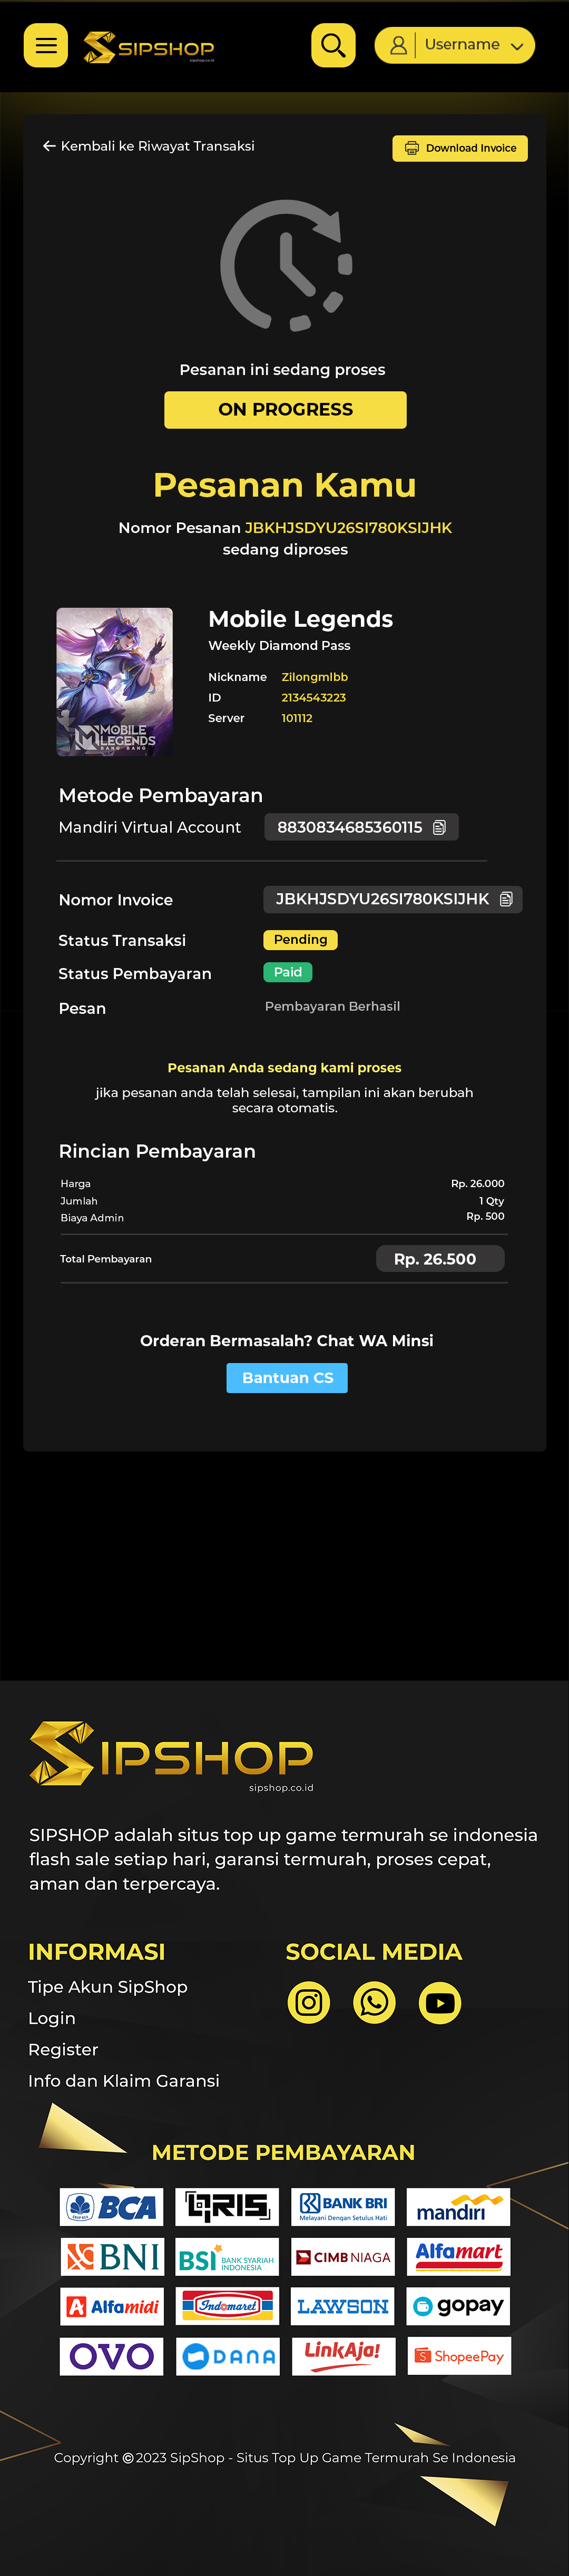 SIPSHOP
sipshop.co.id
Username
Kembali ke Riwayat Transaksi
Download Invoice
Pesanan ini sedang proses
ON PROGRESS
Pesanan Kamu
Nomor Pesanan JBKHJSDYU26SI780KSIJHK
sedang diproses
MOBILE
LEGENDS
BANG BANG
Mobile Legends
Weekly Diamond Pass
Nickname Zilongmlbb
ID 2134543223
Server 101112
Metode Pembayaran
Mandiri Virtual Account 8830834685360115
Nomor Invoice JBKHJSDYU26SI780KSIJHK
Status Transaksi Pending
Status Pembayaran Paid
Pesan Pembayaran Berhasil
Pesanan Anda sedang kami proses
jika pesanan anda telah selesai, tampilan ini akan berubah
secara otomatis.
Rincian Pembayaran
Harga Rp. 26.000
Jumlah 1 Qty
Biaya Admin Rp. 500
Total Pembayaran Rp. 26.500
Orderan Bermasalah? Chat WA Minsi
Bantuan CS
SIPSHOP
sipshop.co.id
SIPSHOP adalah situs top up game termurah se indonesia
flash sale setiap hari, garansi termurah, proses cepat,
aman dan terpercaya.
INFORMASI
Tipe Akun SipShop
Login
Register
Info dan Klaim Garansi
SOCIAL MEDIA
METODE PEMBAYARAN
BCA QRIS BANK BRI mandiri
Melayani Dengan Setulus Hati
BNI BSI BANK SYARIAH INDONESIA CIMB NIAGA Alfamart
Alfamidi Indomaret LAWSON gopay
OVO DANA LinkAja! ShopeePay
Copyright © 2023 SipShop - Situs Top Up Game Termurah Se Indonesia